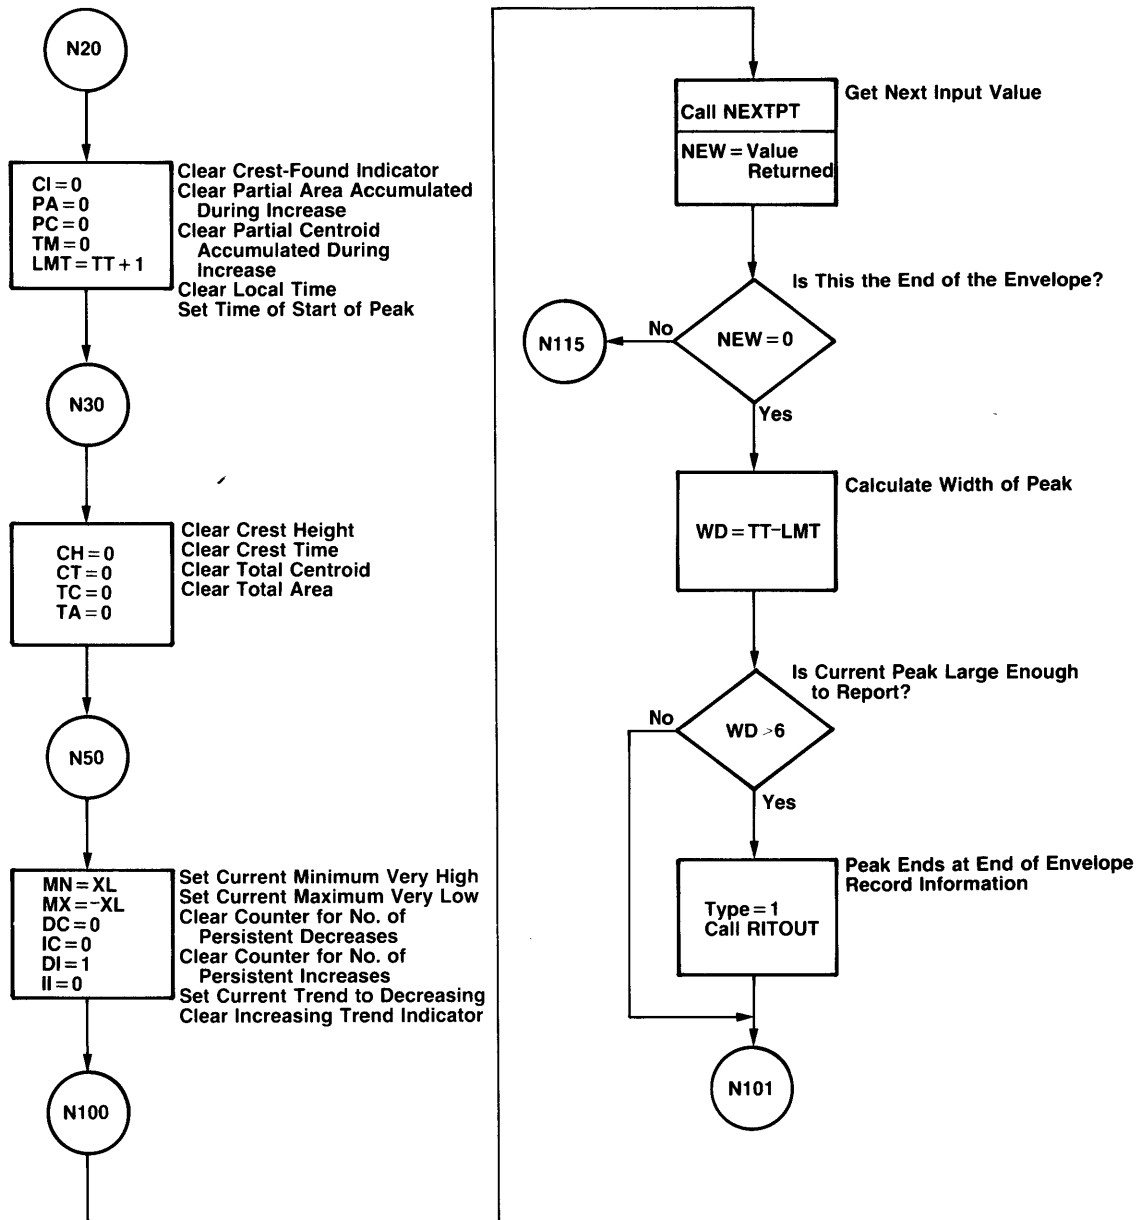 N20
CI=0
PA=0
PC=0
TM=0
LMT=TT+1
Clear Crest-Found Indicator
Clear Partial Area Accumulated
During Increase
Clear Partial Centroid
Accumulated During
Increase
Clear Local Time
Set Time of Start of Peak
N30
CH=0
CT=0
TC=0
TA=0
Clear Crest Height
Clear Crest Time
Clear Total Centroid
Clear Total Area
N50
MN=XL
MX=-XL
DC=0
IC=0
DI=1
II=0
Set Current Minimum Very High
Set Current Maximum Very Low
Clear Counter for No. of
Persistent Decreases
Clear Counter for No. of
Persistent Increases
Set Current Trend to Decreasing
Clear Increasing Trend Indicator
N100
Call NEXTPT
NEW=Value
Returned
Get Next Input Value
Is This the End of the Envelope?
NEW=0
No
N115
Yes
WD=TT-LMT
Calculate Width of Peak
Is Current Peak Large Enough
to Report?
No
WD >6
Yes
Type=1
Call RITOUT
Peak Ends at End of Envelope
Record Information
N101